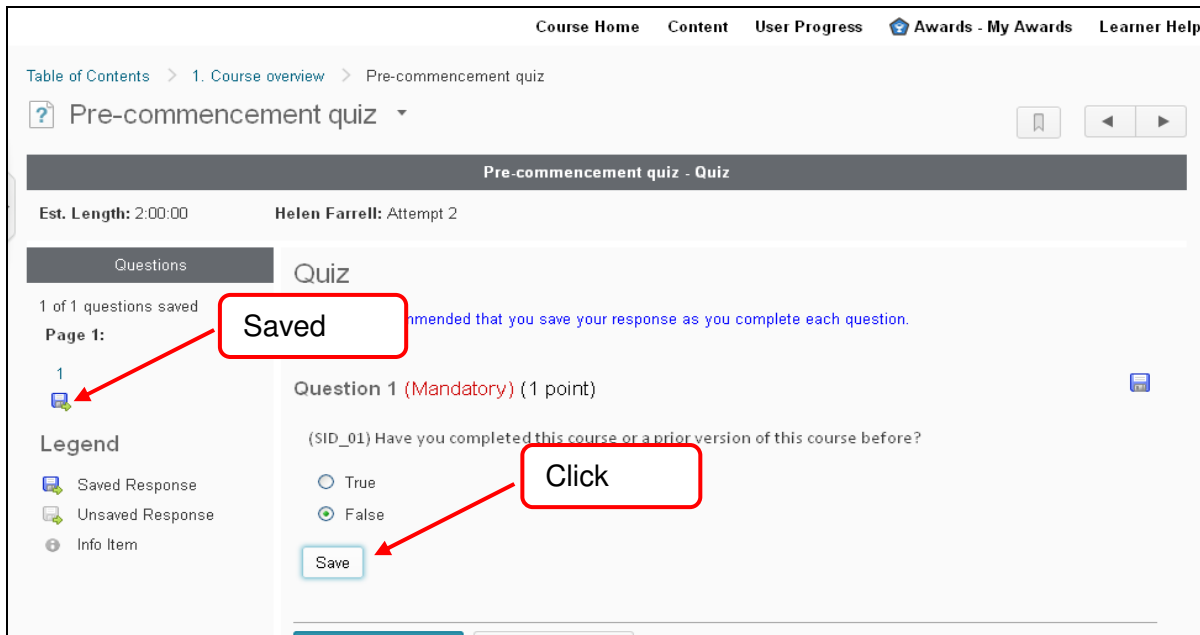 Course Home Content User Progress Awards - My Awards Learner Help
Table of Contents > 1. Course overview > Pre-commencement quiz
? Pre-commencement quiz
Pre-commencement quiz - Quiz
Est. Length: 2:00:00 Helen Farrell: Attempt 2
Questions
1 of 1 questions saved
Page 1:
1
Legend
Saved Response
Unsaved Response
Info Item
Saved
Quiz
that you save your response as you complete each question.
Question 1 (Mandatory) (1 point)
(SID_01) Have you completed this course or a prior version of this course before?
True
False
Click
Save